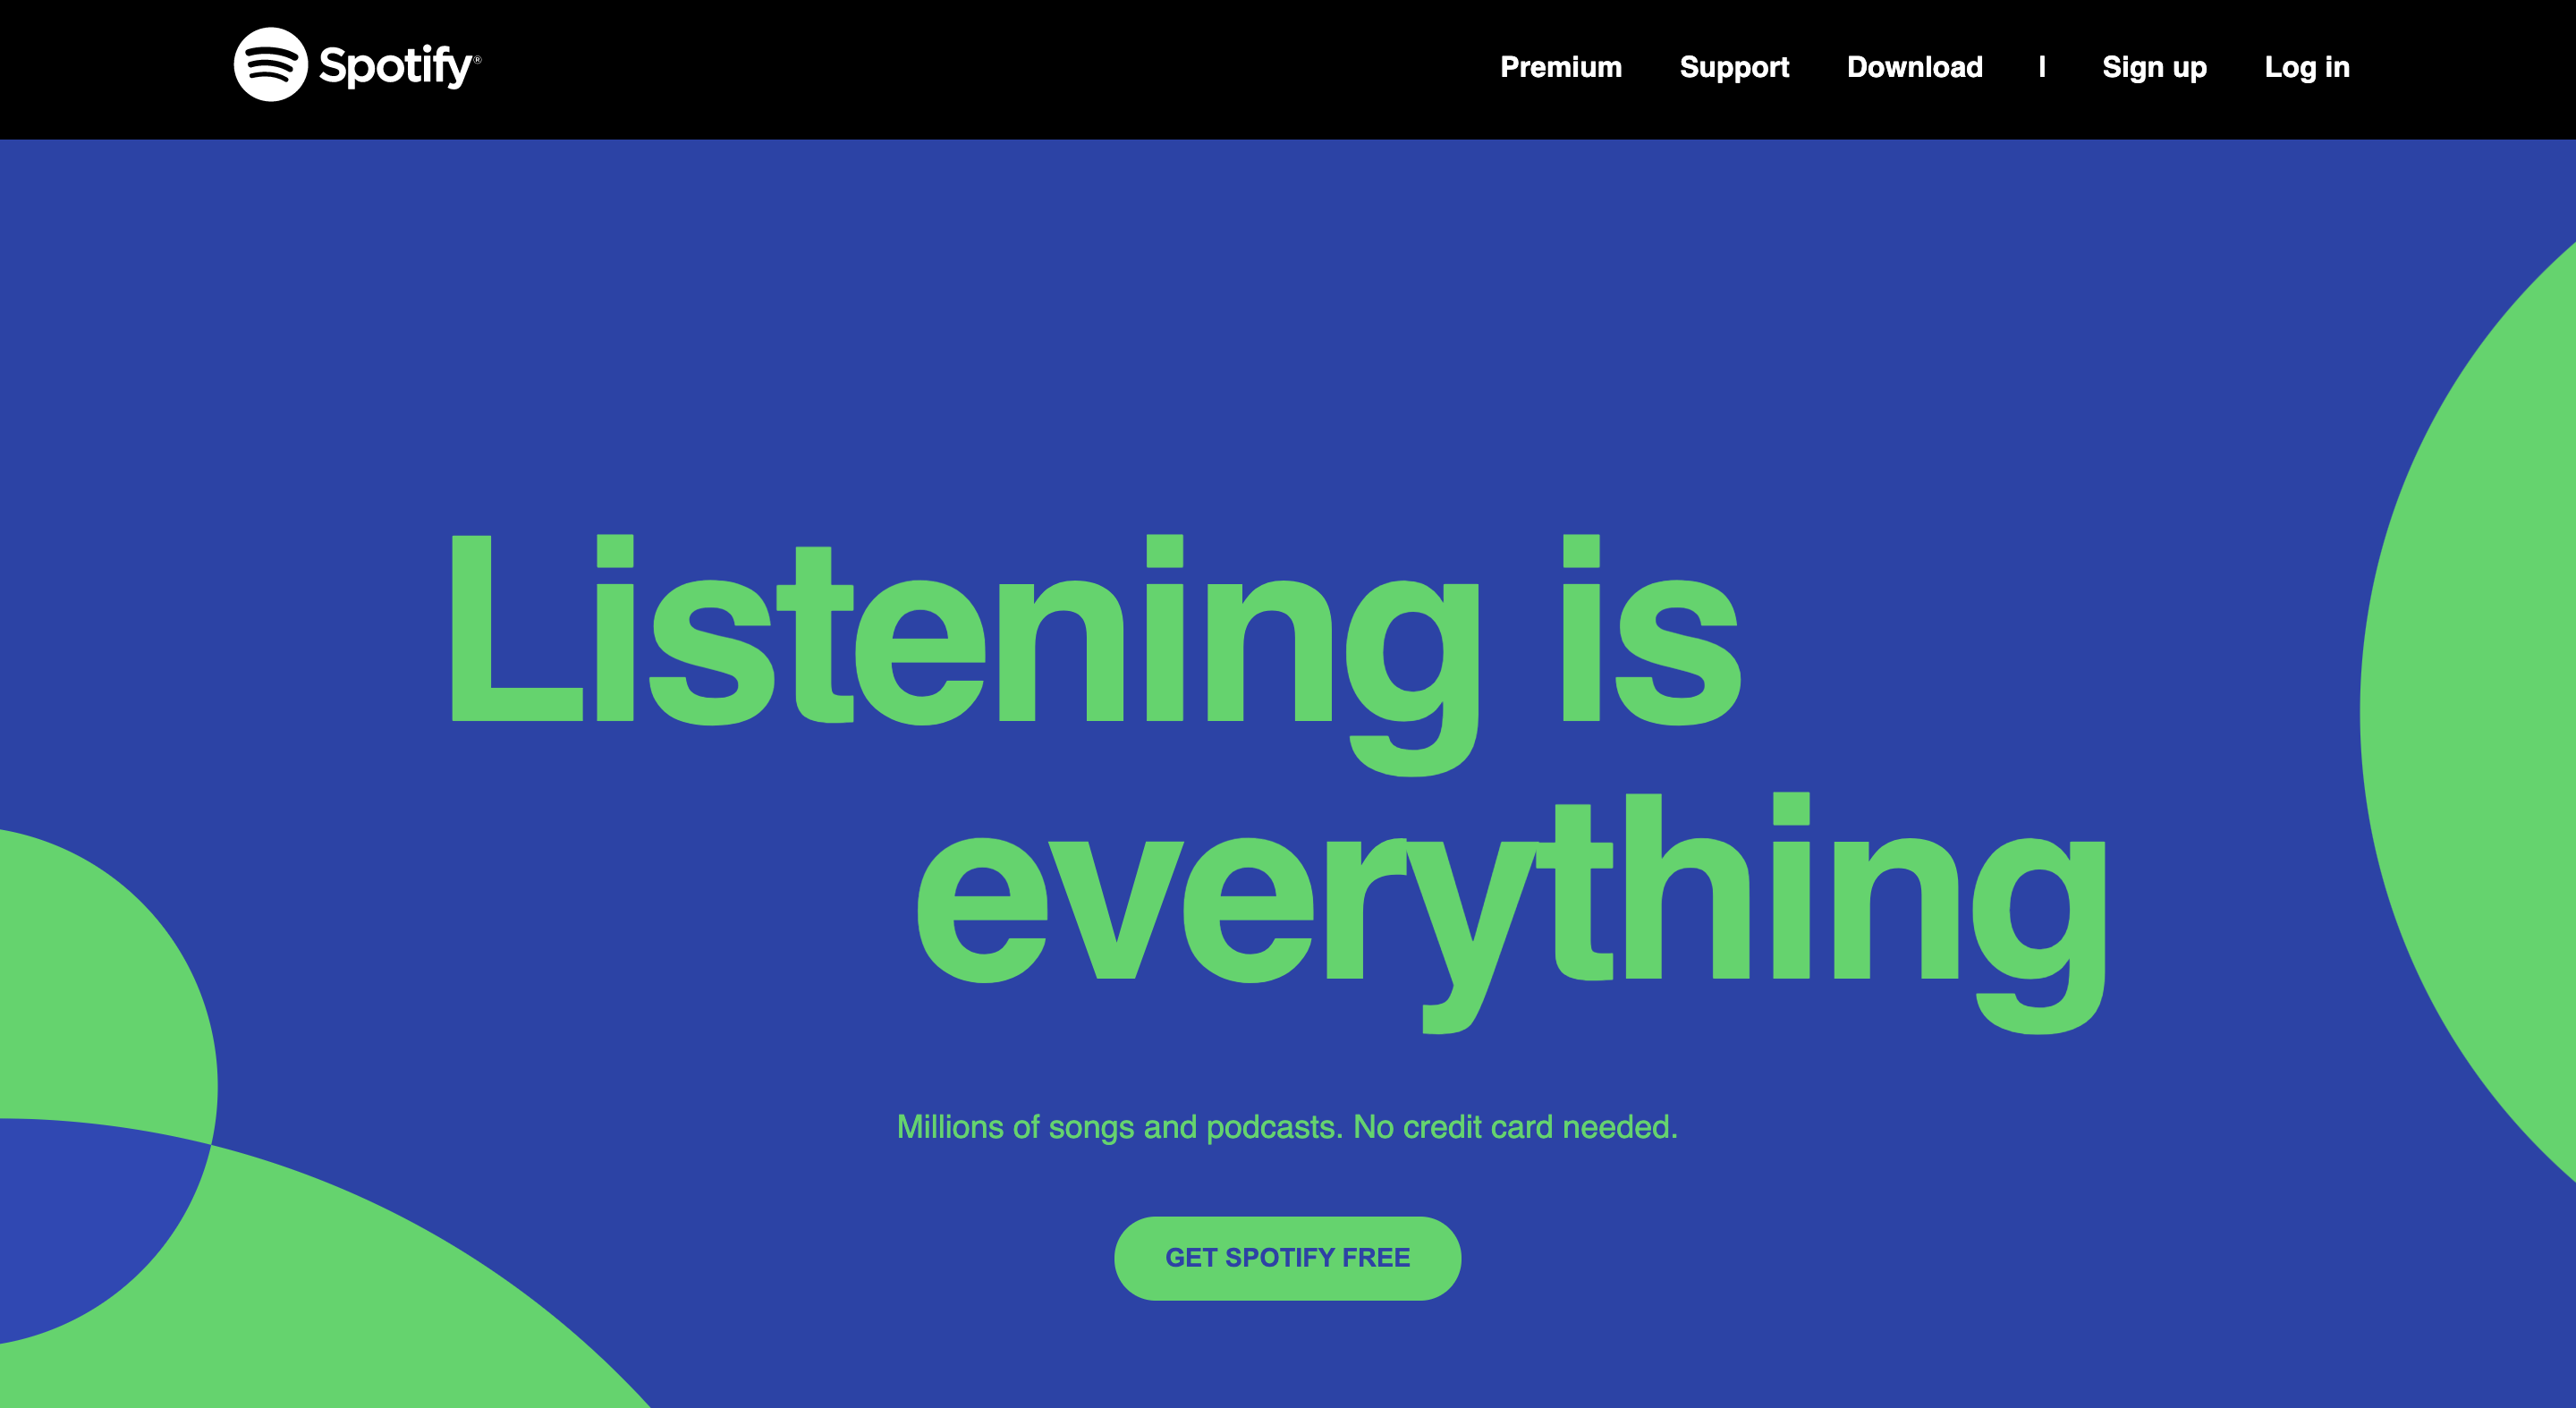 Spotify®
Premium Support Download | Sign up Log in
Listening is
everything
Millions of songs and podcasts. No credit card needed.
GET SPOTIFY FREE